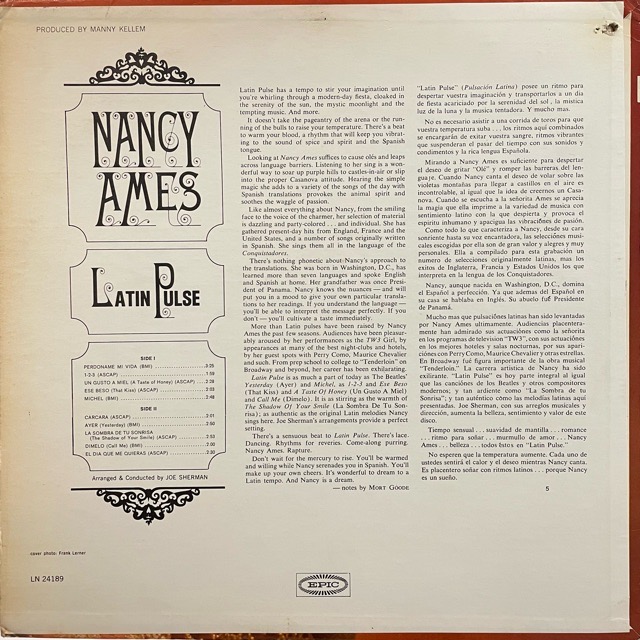 PRODUCED BY MANNY KELLEM
NANCY
AMES
LATIN PULSE
SIDE I
PERDONAME MI VIDA (BMI) 3:25
1-2-3 (ASCAP) 1:59
UN GUSTO A MIEL (A Taste of Honey) (ASCAP) 2:28
ESE BESO (That Kiss) (ASCAP) 2:03
MICHEL (BMI) 2:48
SIDE II
CARCARA (ASCAP) 2:01
AYER (Yesterday) (BMI) 2:50
LA SOMBRA DE TU SONRISA
(The Shadow of Your Smile) (ASCAP) 2:53
DIMELO (Call Me) (BMI) 2:00
EL DIA QUE ME QUIERAS (ASCAP) 2:30
Arranged & Conducted by JOE SHERMAN
Latin Pulse has a tempo to stir your imagination until
you're whirling through a modern-day fiesta, cloaked in
the serenity of the sun, the mystic moonlight and the
tempting music. And more.
It doesn't take the pageantry of the arena or the run-
ning of the bulls to raise your temperature. There's a beat
to warm your blood, a rhythm that will keep you vibrat-
ing to the sound of spice and spirit and the Spanish
tongue.
Looking at Nancy Ames suffices to cause olés and leaps
across language barriers. Listening to her sing is a won-
derful way to soar up purple hills to castles-in-air or slip
into the proper Casanova attitude. Hearing the simple
magic she adds to a variety of songs of the day with
Spanish translations provokes the animal spirit and
soothes the waggle of passion.
Like almost everything about Nancy, from the smiling
face to the voice of the charmer, her selection of material
is dazzling and party-colored . . . and individual. She has
gathered present-day hits from England, France and the
United States, and a number of songs originally written
in Spanish. She sings them all in the language of the
Conquistadores.
There's nothing phonetic about Nancy's approach to
the translations. She was born in Washington, D.C., has
learned more than seven languages and spoke English
and Spanish at home. Her grandfather was once Presi-
dent of Panama. Nancy knows the nuances — and will
put you in a mood to give your own particular transla-
tions to her readings. If you understand the language —
you'll be able to interpret the message perfectly. If you
don't — you'll cultivate a taste immediately.
More than Latin pulses have been raised by Nancy
Ames the past few seasons. Audiences have been pleasur-
ably aroused by her performances as the TW3 Girl, by
appearances at many of the best night-clubs and hotels,
by her guest spots with Perry Como, Maurice Chevalier
and such. From prep school to college to "Tenderloin" on
Broadway and beyond, her career has been exhilarating.
Latin Pulse is as much a part of today as The Beatles'
Yesterday (Ayer) and Michel, as 1-2-3 and Ese Beso
(That Kiss) and A Taste Of Honey (Un Gusto A Miel)
and Call Me (Dimelo). It is as stirring as the warmth of
The Shadow Of Your Smile (La Sombra De Tu Son-
risa); as authentic as the original Latin melodies Nancy
sings here. Joe Sherman's arrangements provide a perfect
setting.
There's a sensuous beat to Latin Pulse. There's lace.
Dancing. Rhythms for reveries. Come-along purring.
Nancy Ames. Rapture.
Don't wait for the mercury to rise. You'll be warmed
and willing while Nancy serenades you in Spanish. You'll
make up your own cheers. It's wonderful to dream to a
Latin tempo. And Nancy is a dream.
— notes by MORT GOODE
"Latin Pulse" (Pulsación Latina) posee un ritmo para
despertar vuestra imaginación y transportarlos a un dia
de fiesta acariciado por la serenidad del sol , la mistica
luz de la luna y la musica tentadora. Y mucho mas.
No es necesario asistir a una corrida de toros para que
vuestra temperatura suba . . . los ritmos aqui combinados
se encargarán de exitar vuestra sangre, ritmos vibrantes
que suspenderan el pasar del tiempo con sus sonidos y
condimentos y la rica lengua Española.
Mirando a Nancy Ames es suficiente para despertar
el deseo de gritar "Olé" y romper las barreras del len-
guaje. Cuando Nancy canta el deseo de volar sobre las
violetas montañas para llegar a castillos en el aire es
incontrolable, al igual que la idea de creernos un Casa-
nova. Cuando se escucha a la señorita Ames se aprecia
la magia que ella imprime a la variedad de musica con
sentimiento latino con la que despierta y provoca el
espiritu humano y apacigua las vibraciónes de pasión.
Como todo lo que caracteriza a Nancy, desde su cara
sonriente hasta su voz encantadora, las selecciónes musi-
cales escogidas por ella son de gran valor y alegres y muy
personales. Ella a compilado para esta grabación un
numero de selecciones originalmente latinas, mas los
exitos de Inglaterra, Francia y Estados Unidos los que
interpreta en la lengua de los Conquistadores.
Nancy, aunque nacida en Washington, D.C., domina
el Español a perfección. Ya que ademas del Español en
su casa se hablaba en Inglés. Su abuelo fué Presidente
de Panamá.
Mucho mas que pulsaciónes latinas han sido levantadas
por Nancy Ames ultimamente. Audiencias placentera-
mente han admirido sus actuaciónes como la señorita
en los programas de television "TW3", con sus actuaciónes
en los mejores hoteles y salas nocturnas, por sus apari-
ciónes con Perry Como, Maurice Chevalier y otras estrellas.
En Broadway fué figura importante de la obra musical
"Tenderloin." La carrera artistica de Nancy ha sido
exilirante. "Latin Pulse" es hoy parte integral al igual
que las canciónes de los Beatles y otros compositores
modernos; y tan ardiente como "La Sombra de tu
Sonrisa"; y tan auténtico como las melodias latinas aqui
presentadas. Joe Sherman, con sus arreglos musicales y
dirección, aumenta la belleza, sentimiento y valor de este
disco.
Tiempo sensual . . . suavidad de mantilla . . . romance
. . . ritmo para soñar . . . murmullo de amor . . . Nancy
Ames . . . belleza . . . todos éstos en "Latin Pulse."
No esperen que la temperatura aumente. Cada uno de
ustedes sentirá el calor y el deseo mientras Nancy canta.
Es placentero soñar con ritmos latinos . . . porque Nancy
es un sueño.
5
cover photo: Frank Lerner
LN 24189
EPIC